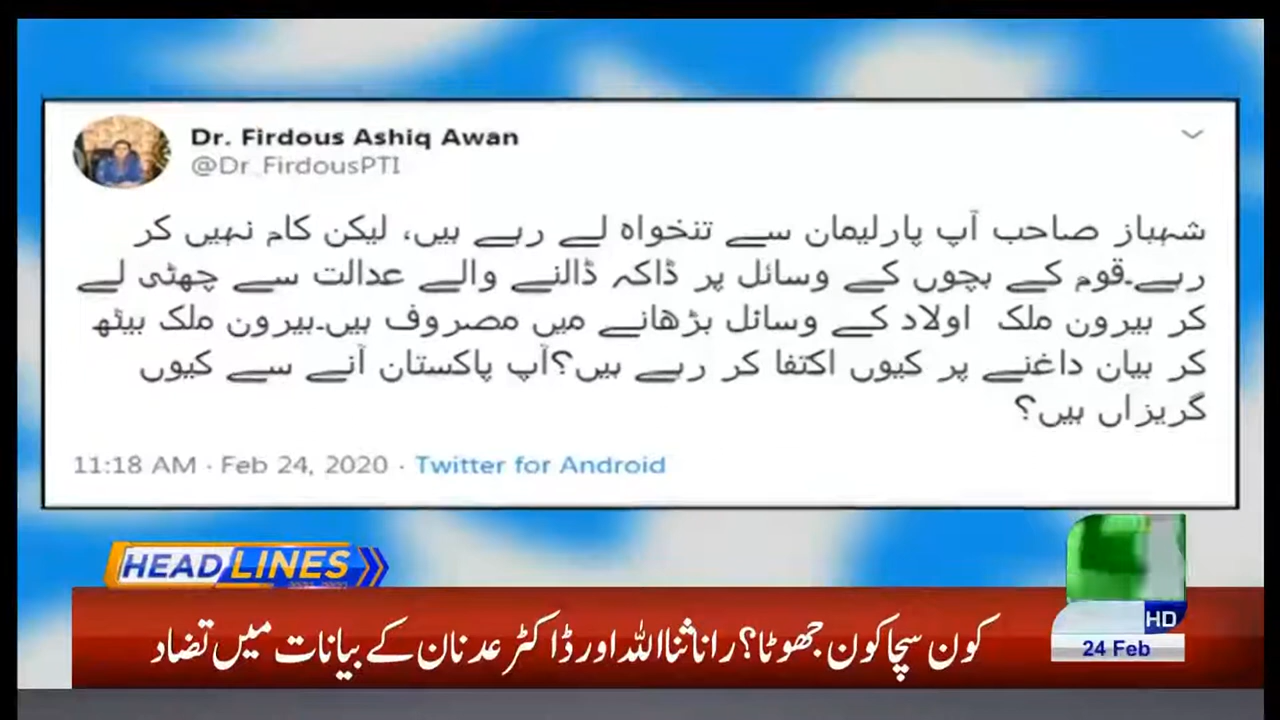 Dr. Firdous Ashiq Awan
@Dr_FirdousPTI
شہباز صاحب آپ پارلیمان سے تنخواہ لے رہے ہیں، لیکن کام نہیں کر
رہے۔قوم کے بچوں کے وسائل پر ڈاکہ ڈالنے والے عدالت سے چھٹی لے
کر بیرون ملک اولاد کے وسائل بڑھانے میں مصروف ہیں۔بیرون ملک بیٹھ
کر بیان داغنے پر کیوں اکتفا کر رہے ہیں؟آپ پاکستان آنے سے کیوں
گریزاں ہیں؟
11:18 AM · Feb 24, 2020 · Twitter for Android
HEADLINES
کون سچا کون جھوٹا؟ رانا ثنااللہ اور ڈاکٹر عدنان کے بیانات میں تضاد
HD
24 Feb